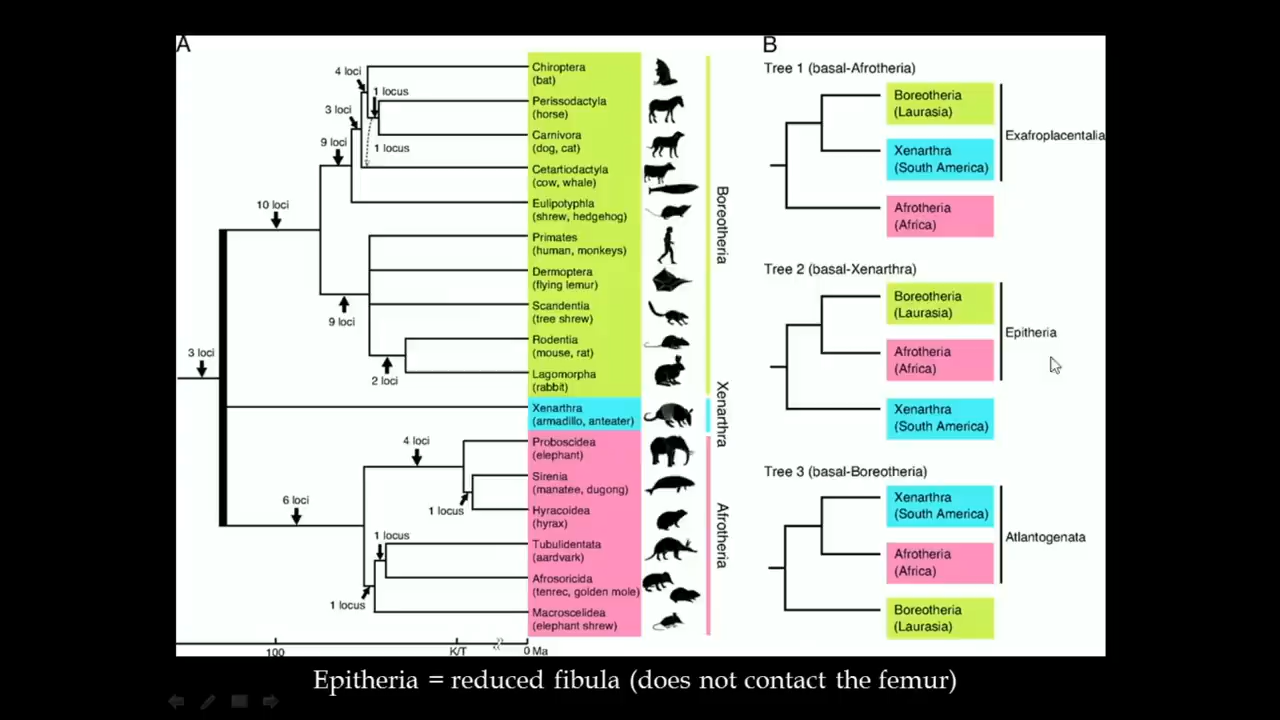 A
4 loci
1 locus
3 loci
1 locus
9 loci
10 loci
9 loci
3 loci
2 loci
4 loci
1 locus
6 loci
1 locus
1 locus
Chiroptera
(bat)
Perissodactyla
(horse)
Carnivora
(dog, cat)
Cetartiodactyla
(cow, whale)
Eulipotyphla
(shrew, hedgehog)
Primates
(human, monkeys)
Dermoptera
(flying lemur)
Scandentia
(tree shrew)
Rodentia
(mouse, rat)
Lagomorpha
(rabbit)
Xenarthra
(armadillo, anteater)
Proboscidea
(elephant)
Sirenia
(manatee, dugong)
Hyracoidea
(hyrax)
Tubulidentata
(aardvark)
Afrosoricida
(tenrec, golden mole)
Macroscelidea
(elephant shrew)
Boreotheria
Xenarthra
Afrotheria
100
K/T
0 Ma
B
Tree 1 (basal-Afrotheria)
Boreotheria
(Laurasia)
Exafroplacentalia
Xenarthra
(South America)
Afrotheria
(Africa)
Tree 2 (basal-Xenarthra)
Boreotheria
(Laurasia)
Epitheria
Afrotheria
(Africa)
Xenarthra
(South America)
Tree 3 (basal-Boreotheria)
Xenarthra
(South America)
Atlantogenata
Afrotheria
(Africa)
Boreotheria
(Laurasia)
Epitheria = reduced fibula (does not contact the femur)